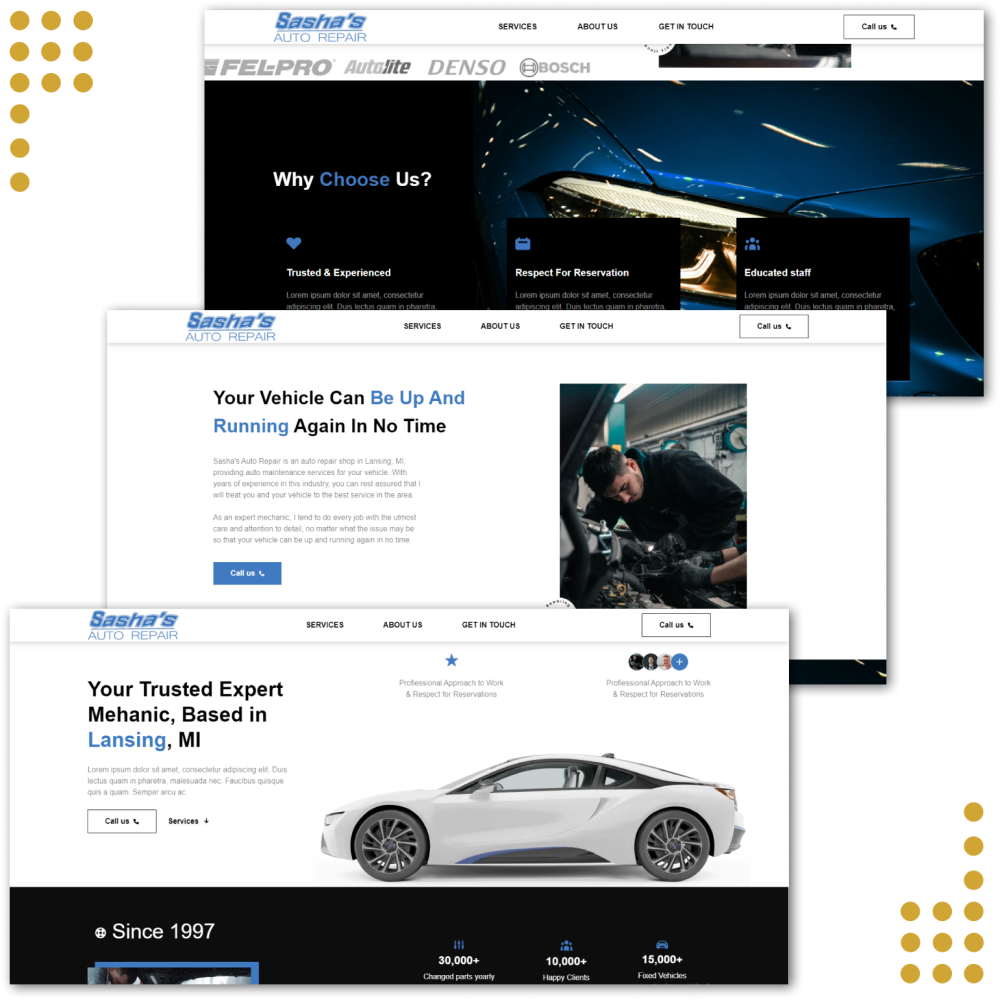 Sasha's
AUTO REPAIR
SERVICES
ABOUT US
GET IN TOUCH
Call us
FEL-PRO
Autolite
DENSO
BOSCH
Why Choose Us?
Trusted & Experienced
Lorem ipsum dolor sit amet, consectetur
adipiscing elit. Duis lectus quam in pharetra,
Respect For Reservation
Lorem ipsum dolor sit amet, consectetur
adipiscing elit. Duis lectus quam in pharetra,
Educated staff
Lorem ipsum dolor sit amet, consectetur
adipiscing elit. Duis lectus quam in pharetra,
Sasha's
AUTO REPAIR
SERVICES
ABOUT US
GET IN TOUCH
Call us
Your Vehicle Can Be Up And
Running Again In No Time
Sasha's Auto Repair is an auto repair shop in Lansing, MI,
providing auto maintenance services for your vehicle. With
years of experience in this industry, you can rest assured that I
will treat you and your vehicle to the best service in the area.
As an expert mechanic, I tend to do every job with the utmost
care and attention to detail, no matter what the issue may be
so that your vehicle can be up and running again in no time.
Call us
Sasha's
AUTO REPAIR
SERVICES
ABOUT US
GET IN TOUCH
Call us
Your Trusted Expert
Mehanic, Based in
Lansing, MI
Lorem ipsum dolor sit amet, consectetur adipiscing elit. Duis
lectus quam in pharetra, malesuada nec. Faucibus quisque
quis a quam. Semper arcu ac.
Call us
Services
Profiessional Approach to Work
& Respect for Reservations
Profiessional Approach to Work
& Respect for Reservations
Since 1997
30,000+
Changed parts yearly
10,000+
Happy Clients
15,000+
Fixed Vehicles